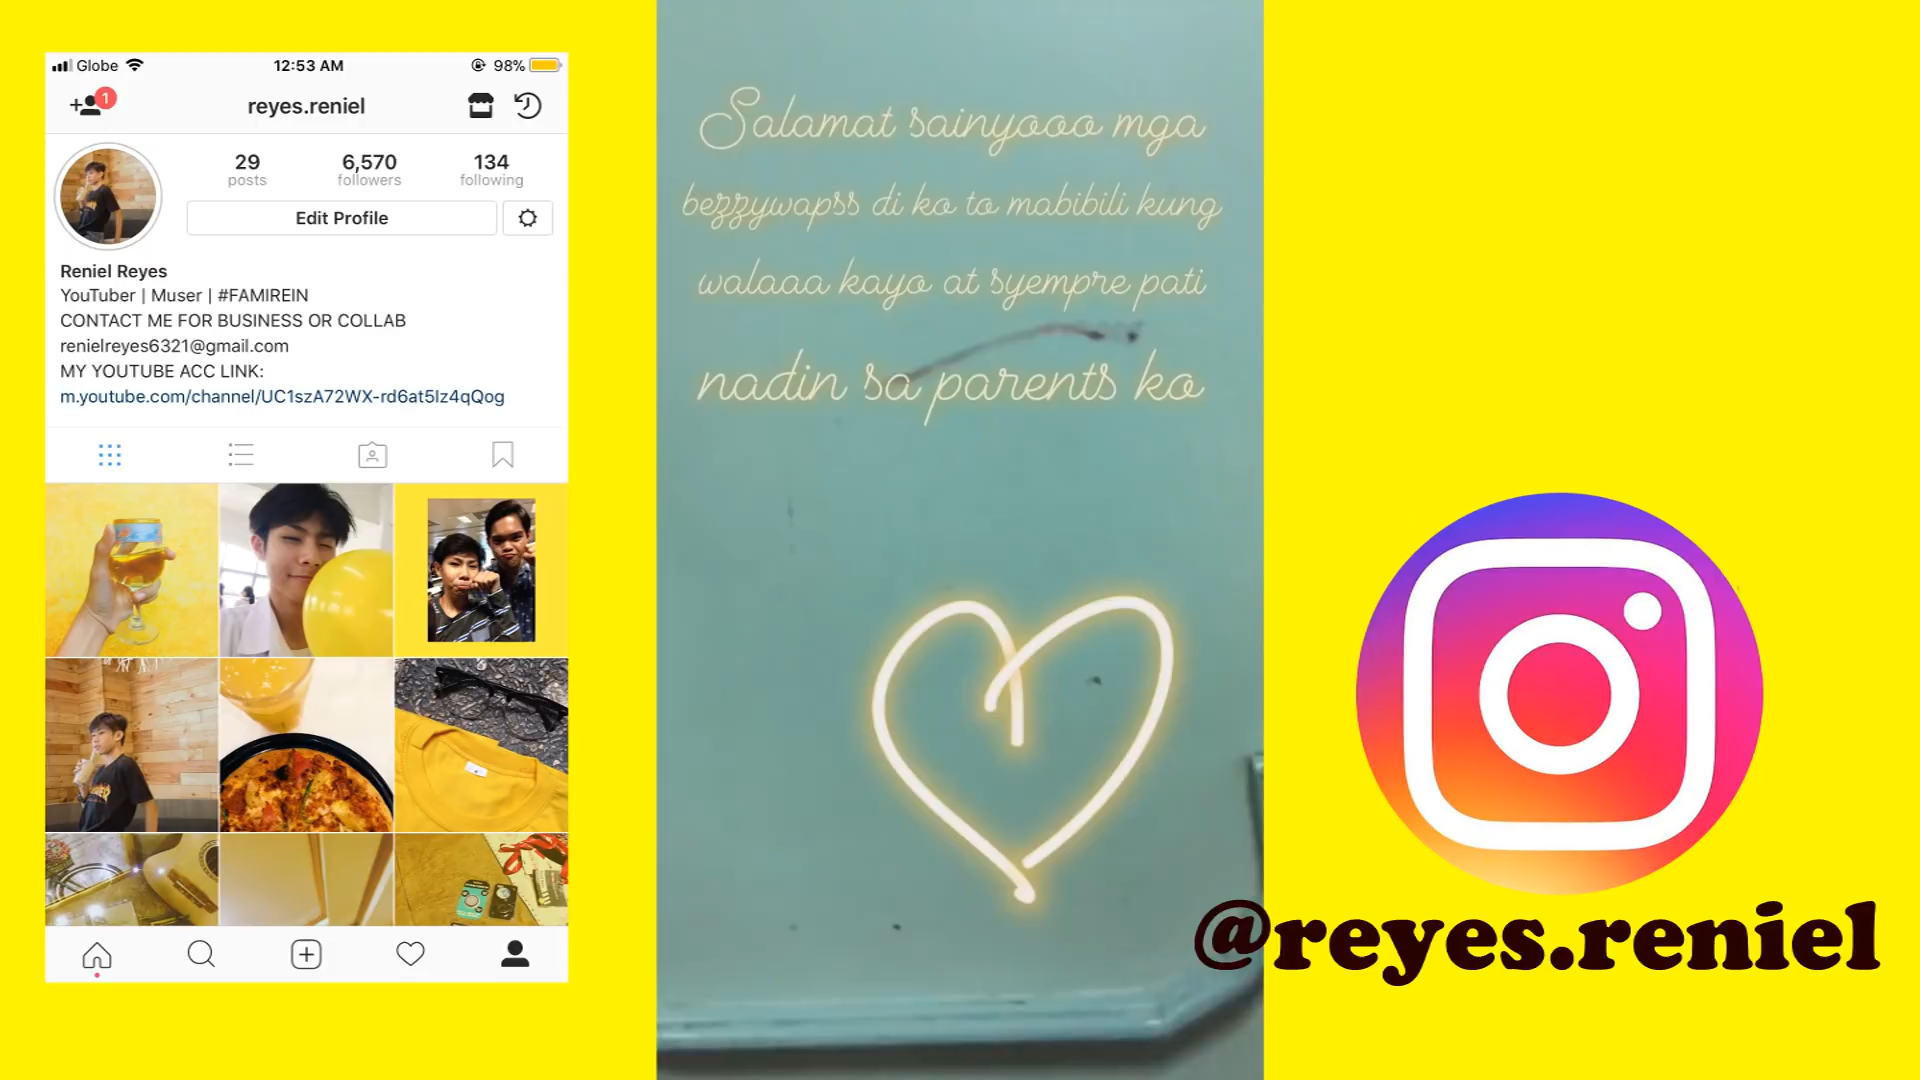 Globe
12:53 AM
98%
1
reyes.reniel
29
6,570
134
posts
followers
following
Edit Profile
Reniel Reyes
YouTuber | Muser | #FAMIREIN
CONTACT ME FOR BUSINESS OR COLLAB
renielreyes6321@gmail.com
MY YOUTUBE ACC LINK:
m.youtube.com/channel/UC1szA72WX-rd6at5Iz4qQog
Salamat sainyooo mga
bezzywapss di ko to mabibili kung
walaaa kayo at syempre pati
nadin sa parents ko
@reyes.reniel